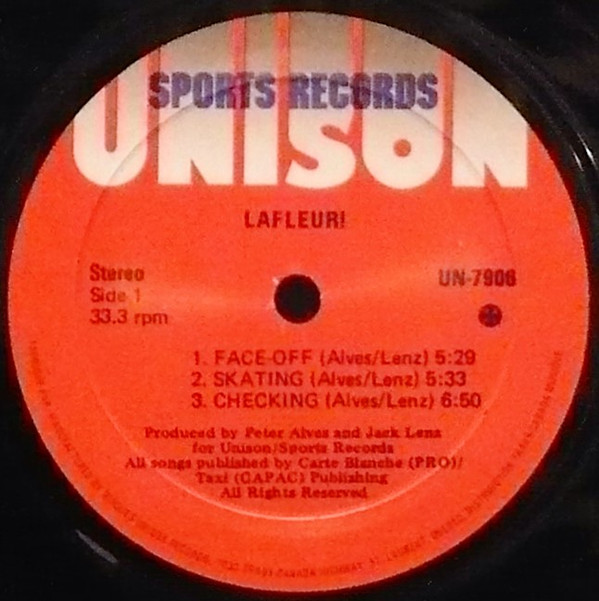 UNISON
SPORTS RECORDS
LAFLEUR!
Stereo
Side 1
33.3 rpm
UN-7906
1. FACE-OFF (Alves/Lenz) 5:29
2. SKATING (Alves/Lenz) 5:33
3. CHECKING (Alves/Lenz) 6:50
Produced by Peter Alves and Jack Lenz
for Unison/Sports Records
All songs published by Carte Blanche (PRO)/
Taxi (CAPAC) Publishing
All Rights Reserved